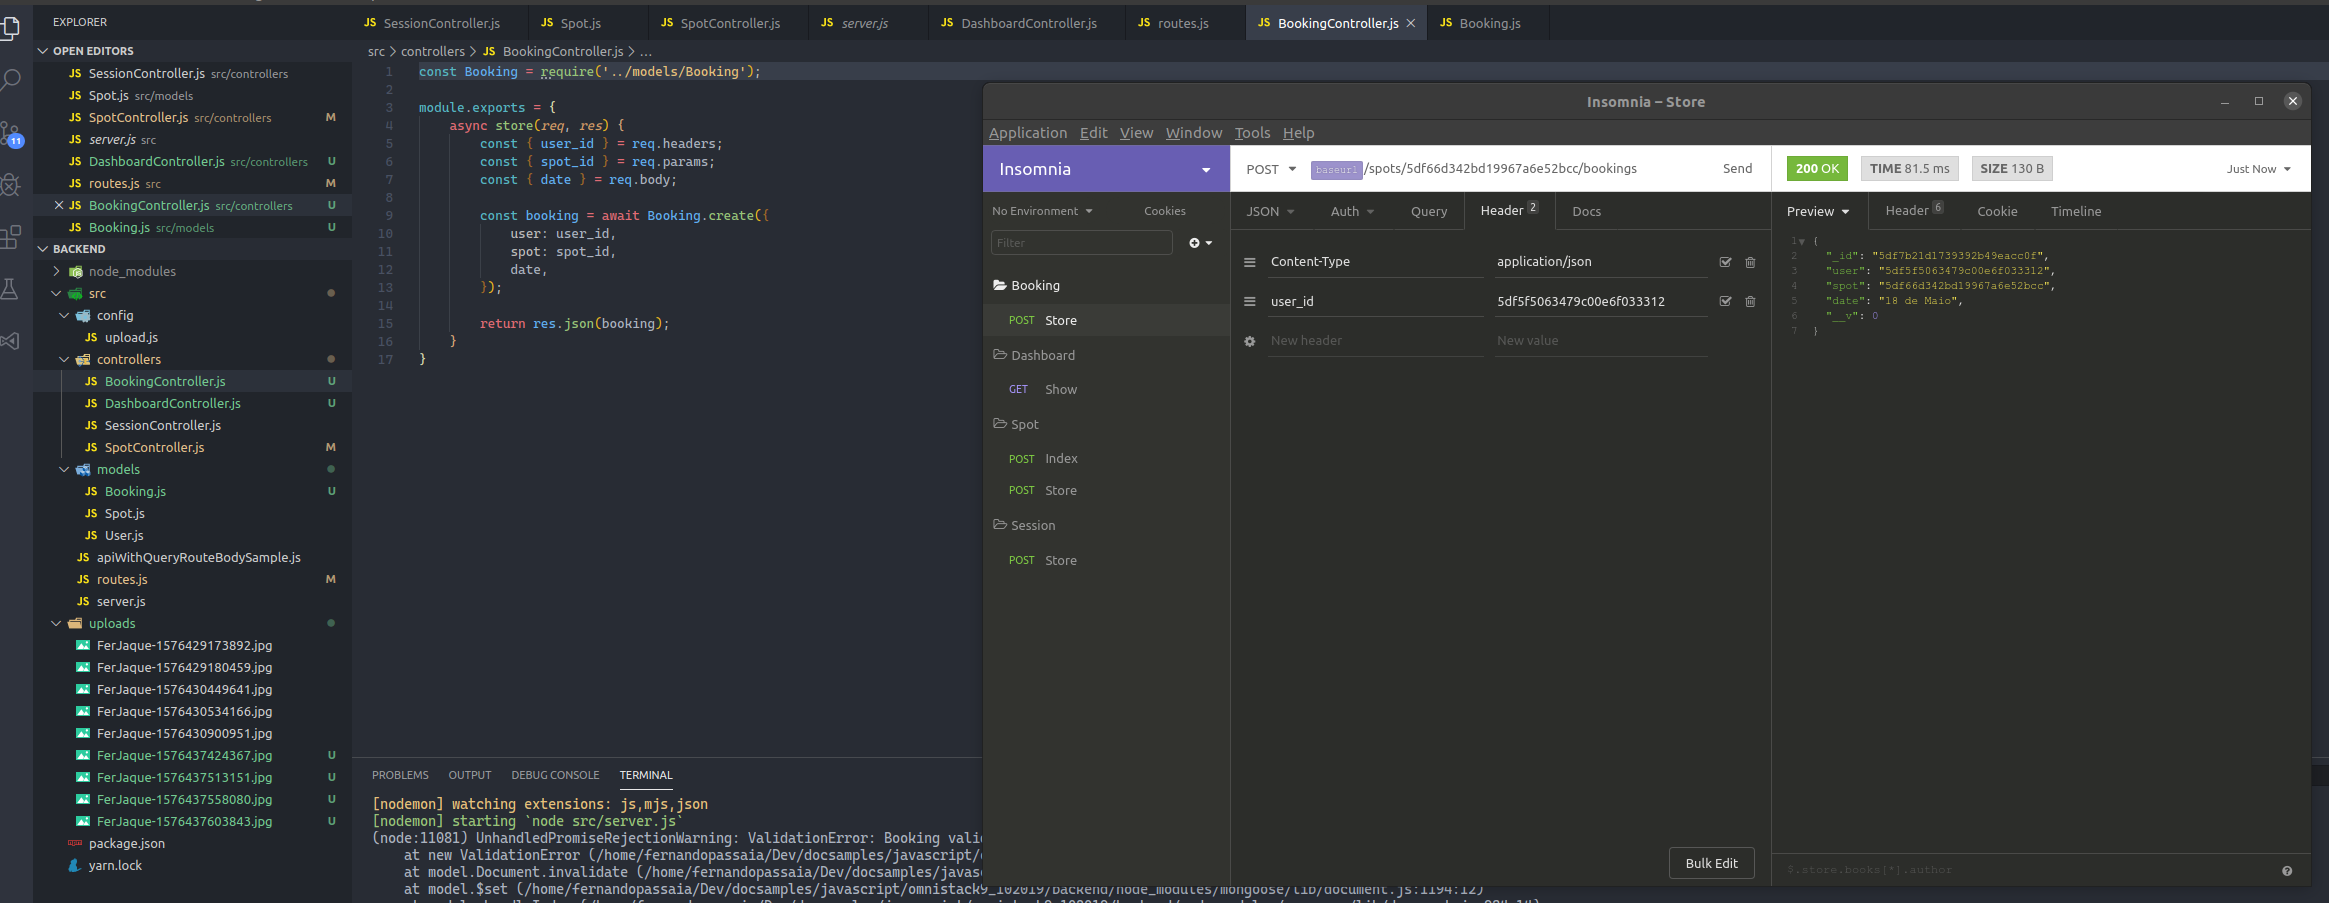 EXPLORER
OPEN EDITORS
JS SessionController.js src/controllers
JS Spot.js src/models
JS SpotController.js src/controllers M
JS server.js src
JS DashboardController.js src/controllers U
JS routes.js src M
JS BookingController.js src/controllers U
JS Booking.js src/models U
11
BACKEND
node_modules
src
config
JS upload.js
controllers
JS BookingController.js U
JS DashboardController.js U
JS SessionController.js
JS SpotController.js M
models
JS Booking.js U
JS Spot.js
JS User.js
JS apiWithQueryRouteBodySample.js
JS routes.js M
JS server.js
uploads
FerJaque-1576429173892.jpg
FerJaque-1576429180459.jpg
FerJaque-1576430449641.jpg
FerJaque-1576430534166.jpg
FerJaque-1576430900951.jpg
FerJaque-1576437424367.jpg U
FerJaque-1576437513151.jpg U
FerJaque-1576437558080.jpg U
FerJaque-1576437603843.jpg U
package.json
yarn.lock
JS SessionController.js JS Spot.js JS SpotController.js JS server.js JS DashboardController.js JS routes.js JS BookingController.js JS Booking.js
src > controllers > JS BookingController.js > ...
1 const Booking = require('../models/Booking');
2
3 module.exports = {
4 async store(req, res) {
5 const { user_id } = req.headers;
6 const { spot_id } = req.params;
7 const { date } = req.body;
8
9 const booking = await Booking.create({
10 user: user_id,
11 spot: spot_id,
12 date,
13 });
14
15 return res.json(booking);
16 }
17 }
PROBLEMS OUTPUT DEBUG CONSOLE TERMINAL
[nodemon] watching extensions: js,mjs,json
[nodemon] starting `node src/server.js`
(node:11081) UnhandledPromiseRejectionWarning: ValidationError: Booking vali
at new ValidationError (/home/fernandopassaia/Dev/docsamples/javascript/
at model.Document.invalidate (/home/fernandopassaia/Dev/docsamples/javas
at model.$set (/home/fernandopassaia/Dev/docsamples/javascript/omnistack9_102019/backend/node_modules/mongoose/lib/document.js:1194:12)
Insomnia – Store
Application Edit View Window Tools Help
Insomnia
No Environment Cookies
Filter
Booking
POST Store
Dashboard
GET Show
Spot
POST Index
POST Store
Session
POST Store
POST baseurl /spots/5df66d342bd19967a6e52bcc/bookings Send
JSON Auth Query Header 2 Docs
Content-Type application/json
user_id 5df5f5063479c00e6f033312
New header New value
Bulk Edit
200 OK TIME 81.5 ms SIZE 130 B Just Now
Preview Header 6 Cookie Timeline
1 {
2 "_id": "5df7b21d1739392b49eacc0f",
3 "user": "5df5f5063479c00e6f033312",
4 "spot": "5df66d342bd19967a6e52bcc",
5 "date": "18 de Maio",
6 "__v": 0
7 }
$.store.books[*].author